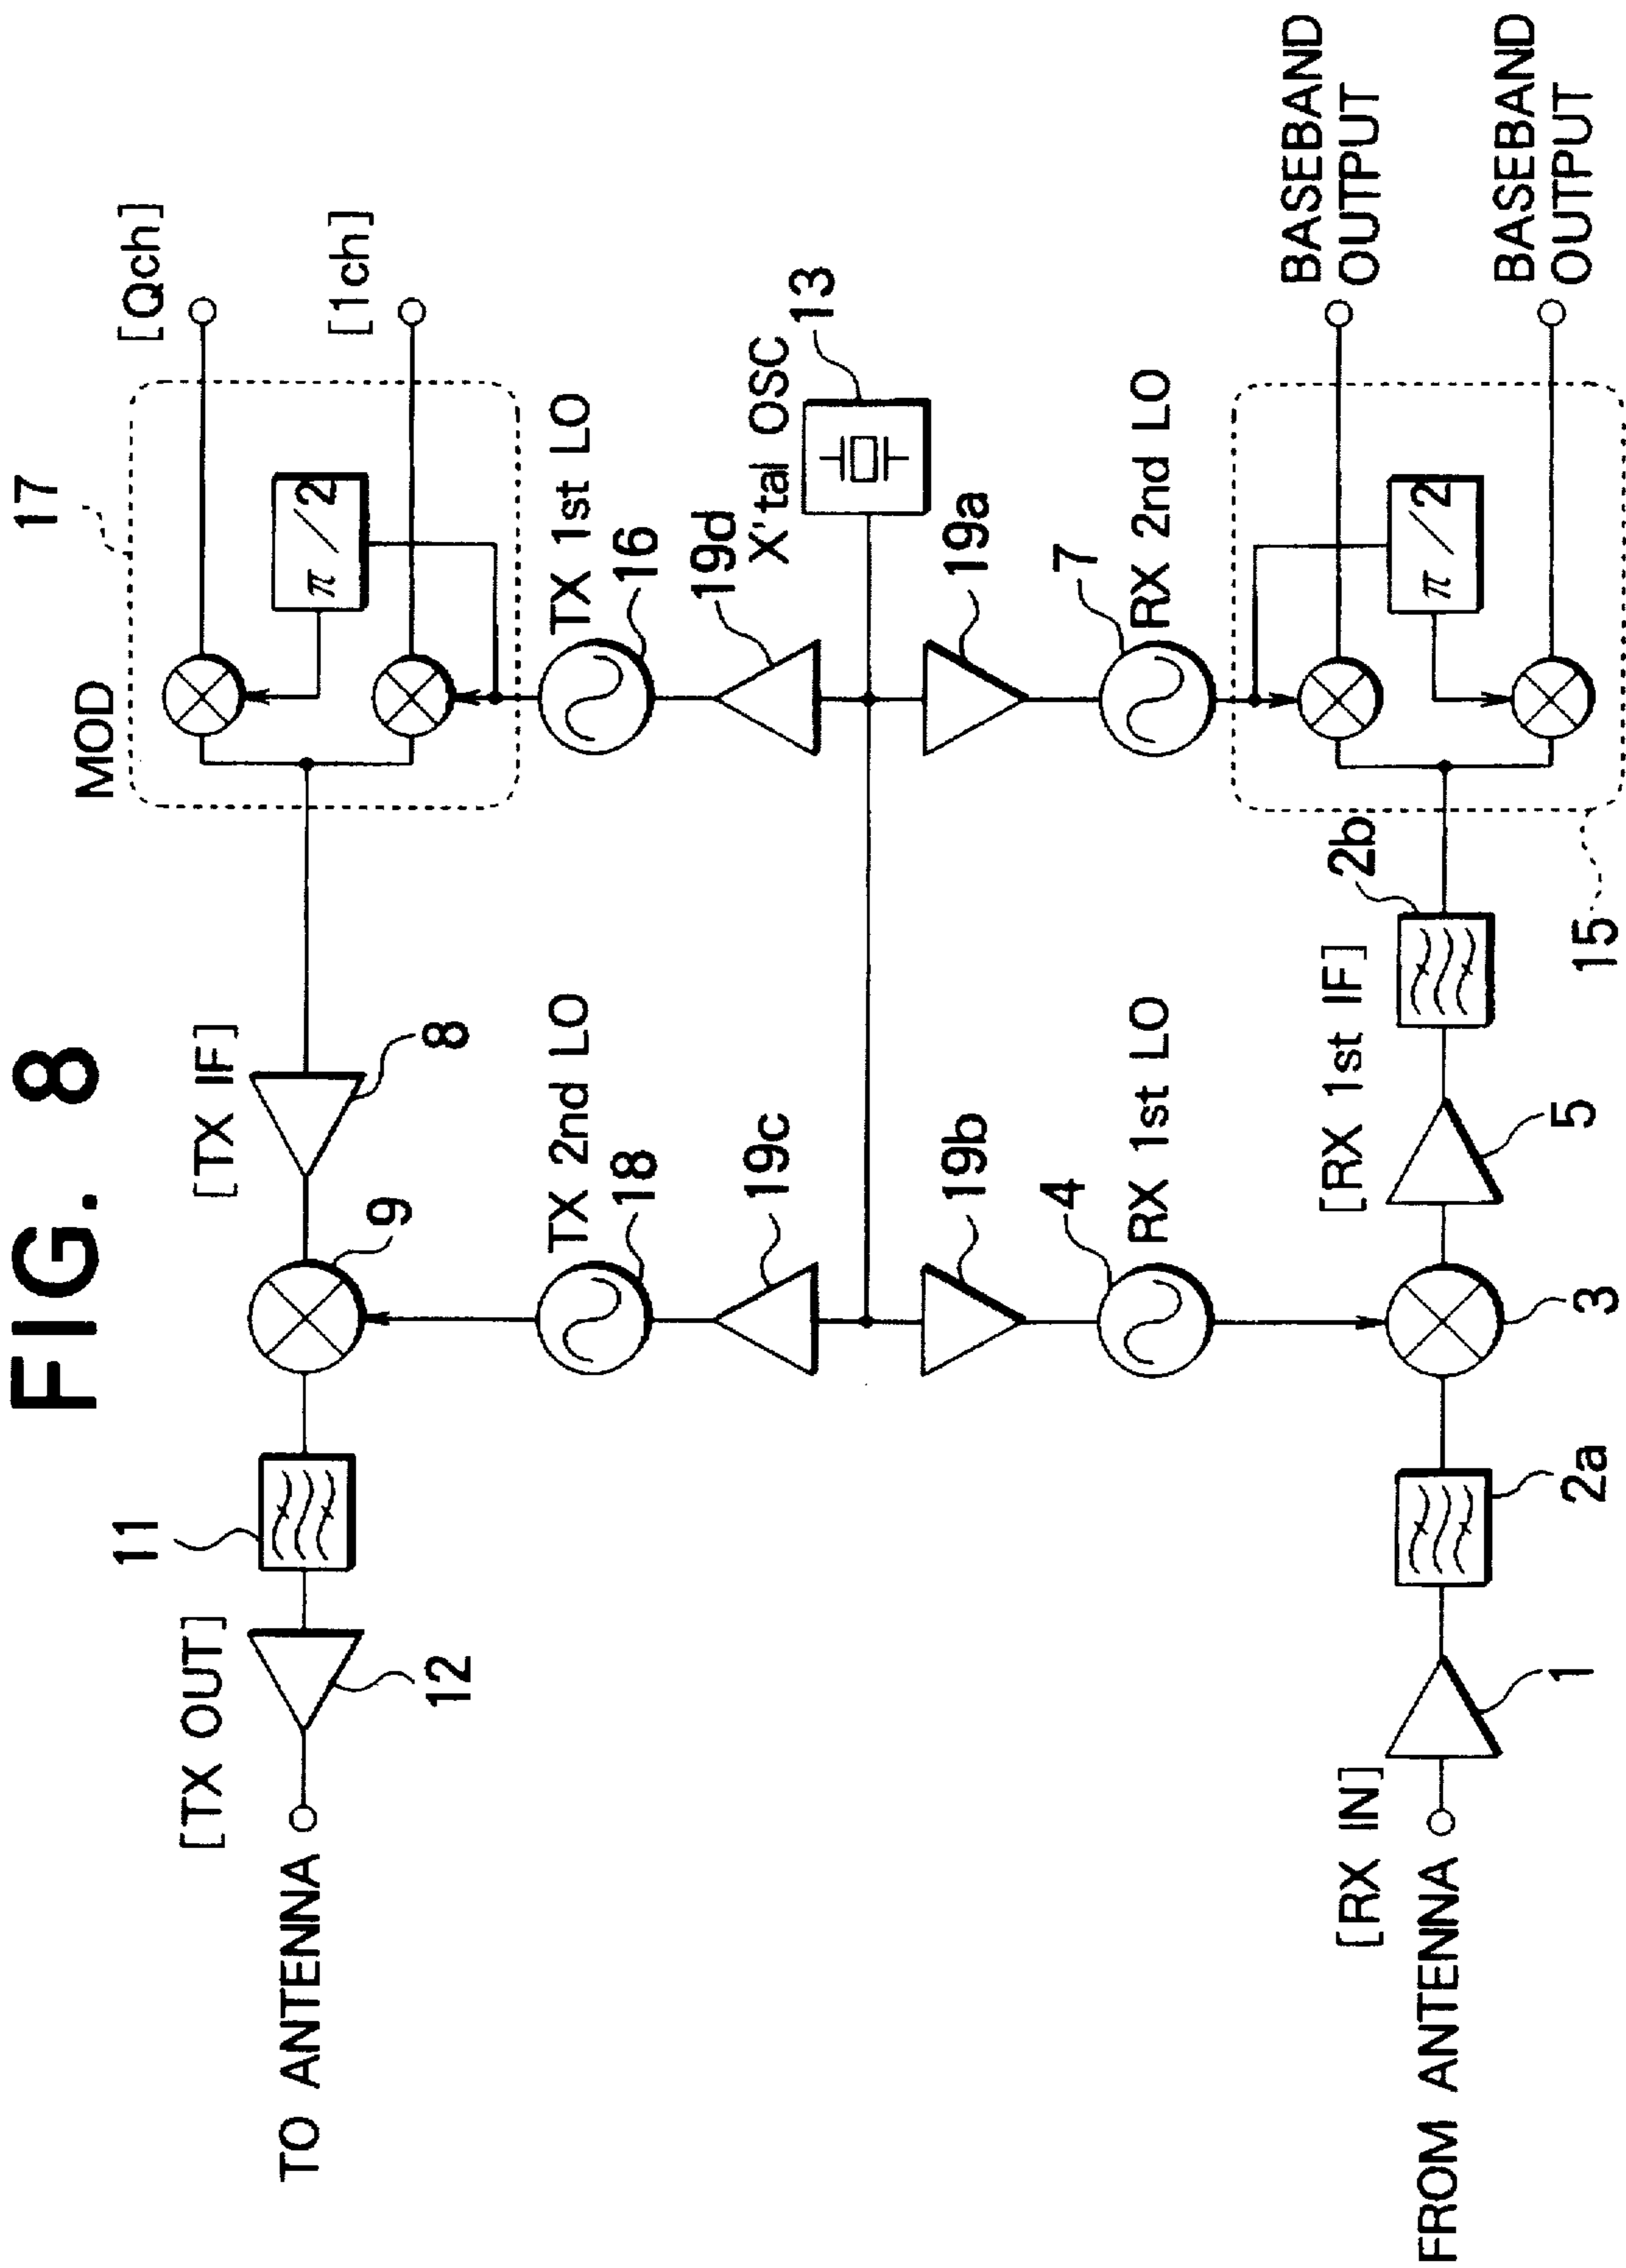 FIG. 8
17
MOD
[Qch]
[1ch]
π/2
[TX IF]
8
9
11
[TX OUT]
12
TO ANTENNA
TX 1st LO
16
19d
X'tal OSC
13
TX 2nd LO
18
19c
19a
7
RX 2nd LO
19b
4
RX 1st LO
BASEBAND
OUTPUT
BASEBAND
OUTPUT
π/2
15
2b
[RX 1st IF]
5
3
2a
1
[RX IN]
FROM ANTENNA